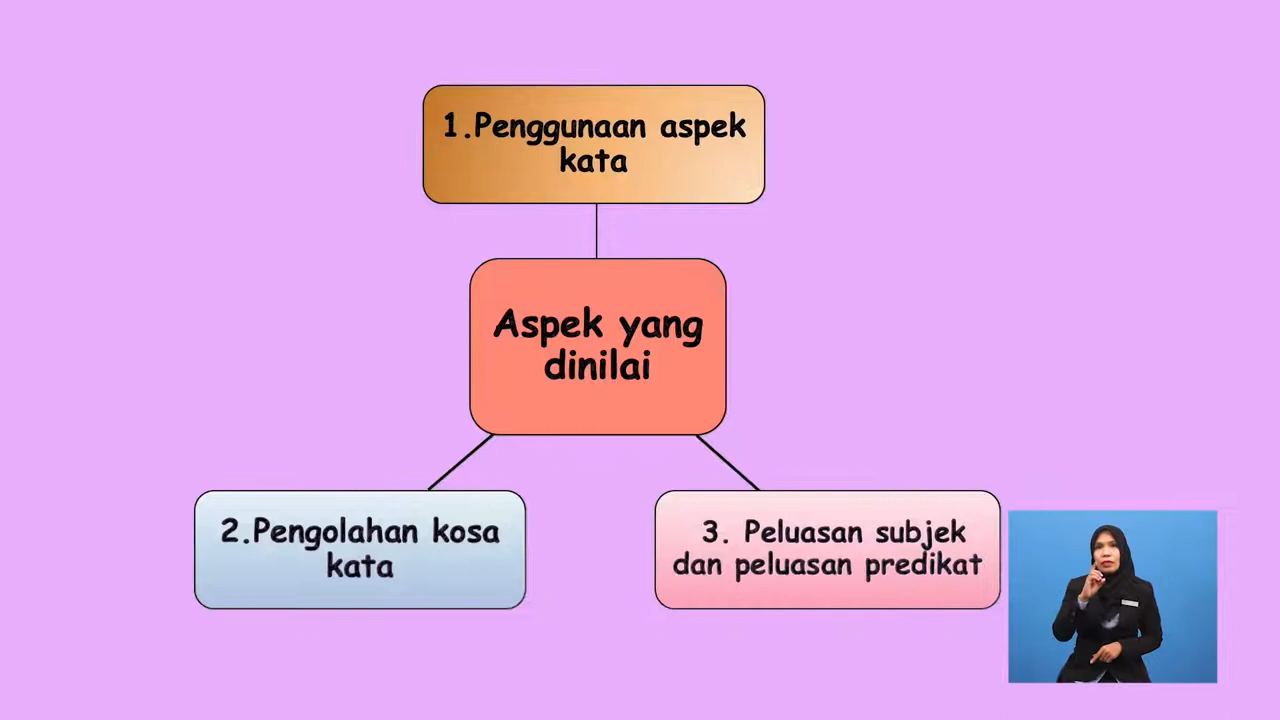 1.Penggunaan aspek
kata
Aspek yang
dinilai
2.Pengolahan kosa
kata
3. Peluasan subjek
dan peluasan predikat